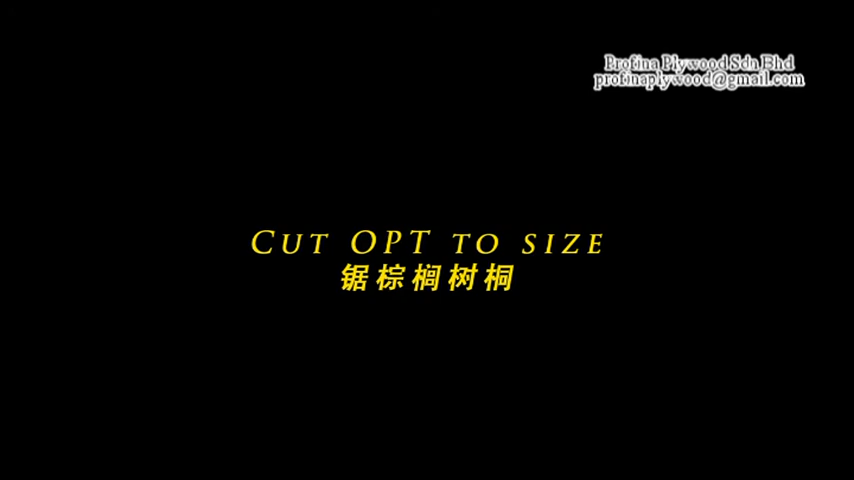 Profina Plywood Sdn Bhd
profinaplywood@gmail.com
CUT OPT TO SIZE
锯棕榈树桐